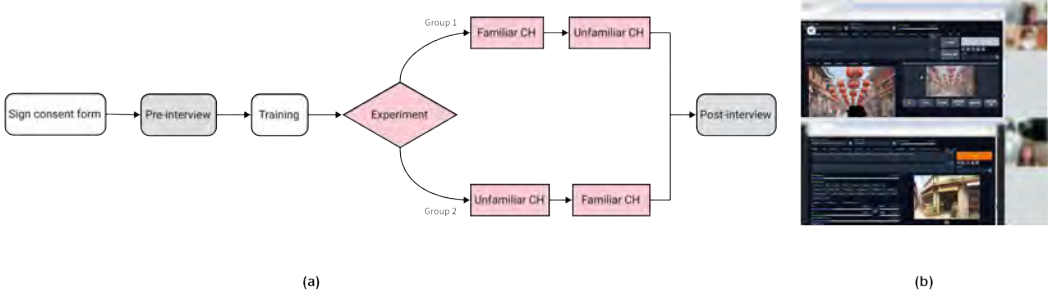 Group 1
Familiar CH
Unfamiliar CH
Sign consent form
Pre-interview
Training
Experiment
Post-interview
Unfamiliar CH
Familiar CH
Group 2
(a)
(b)